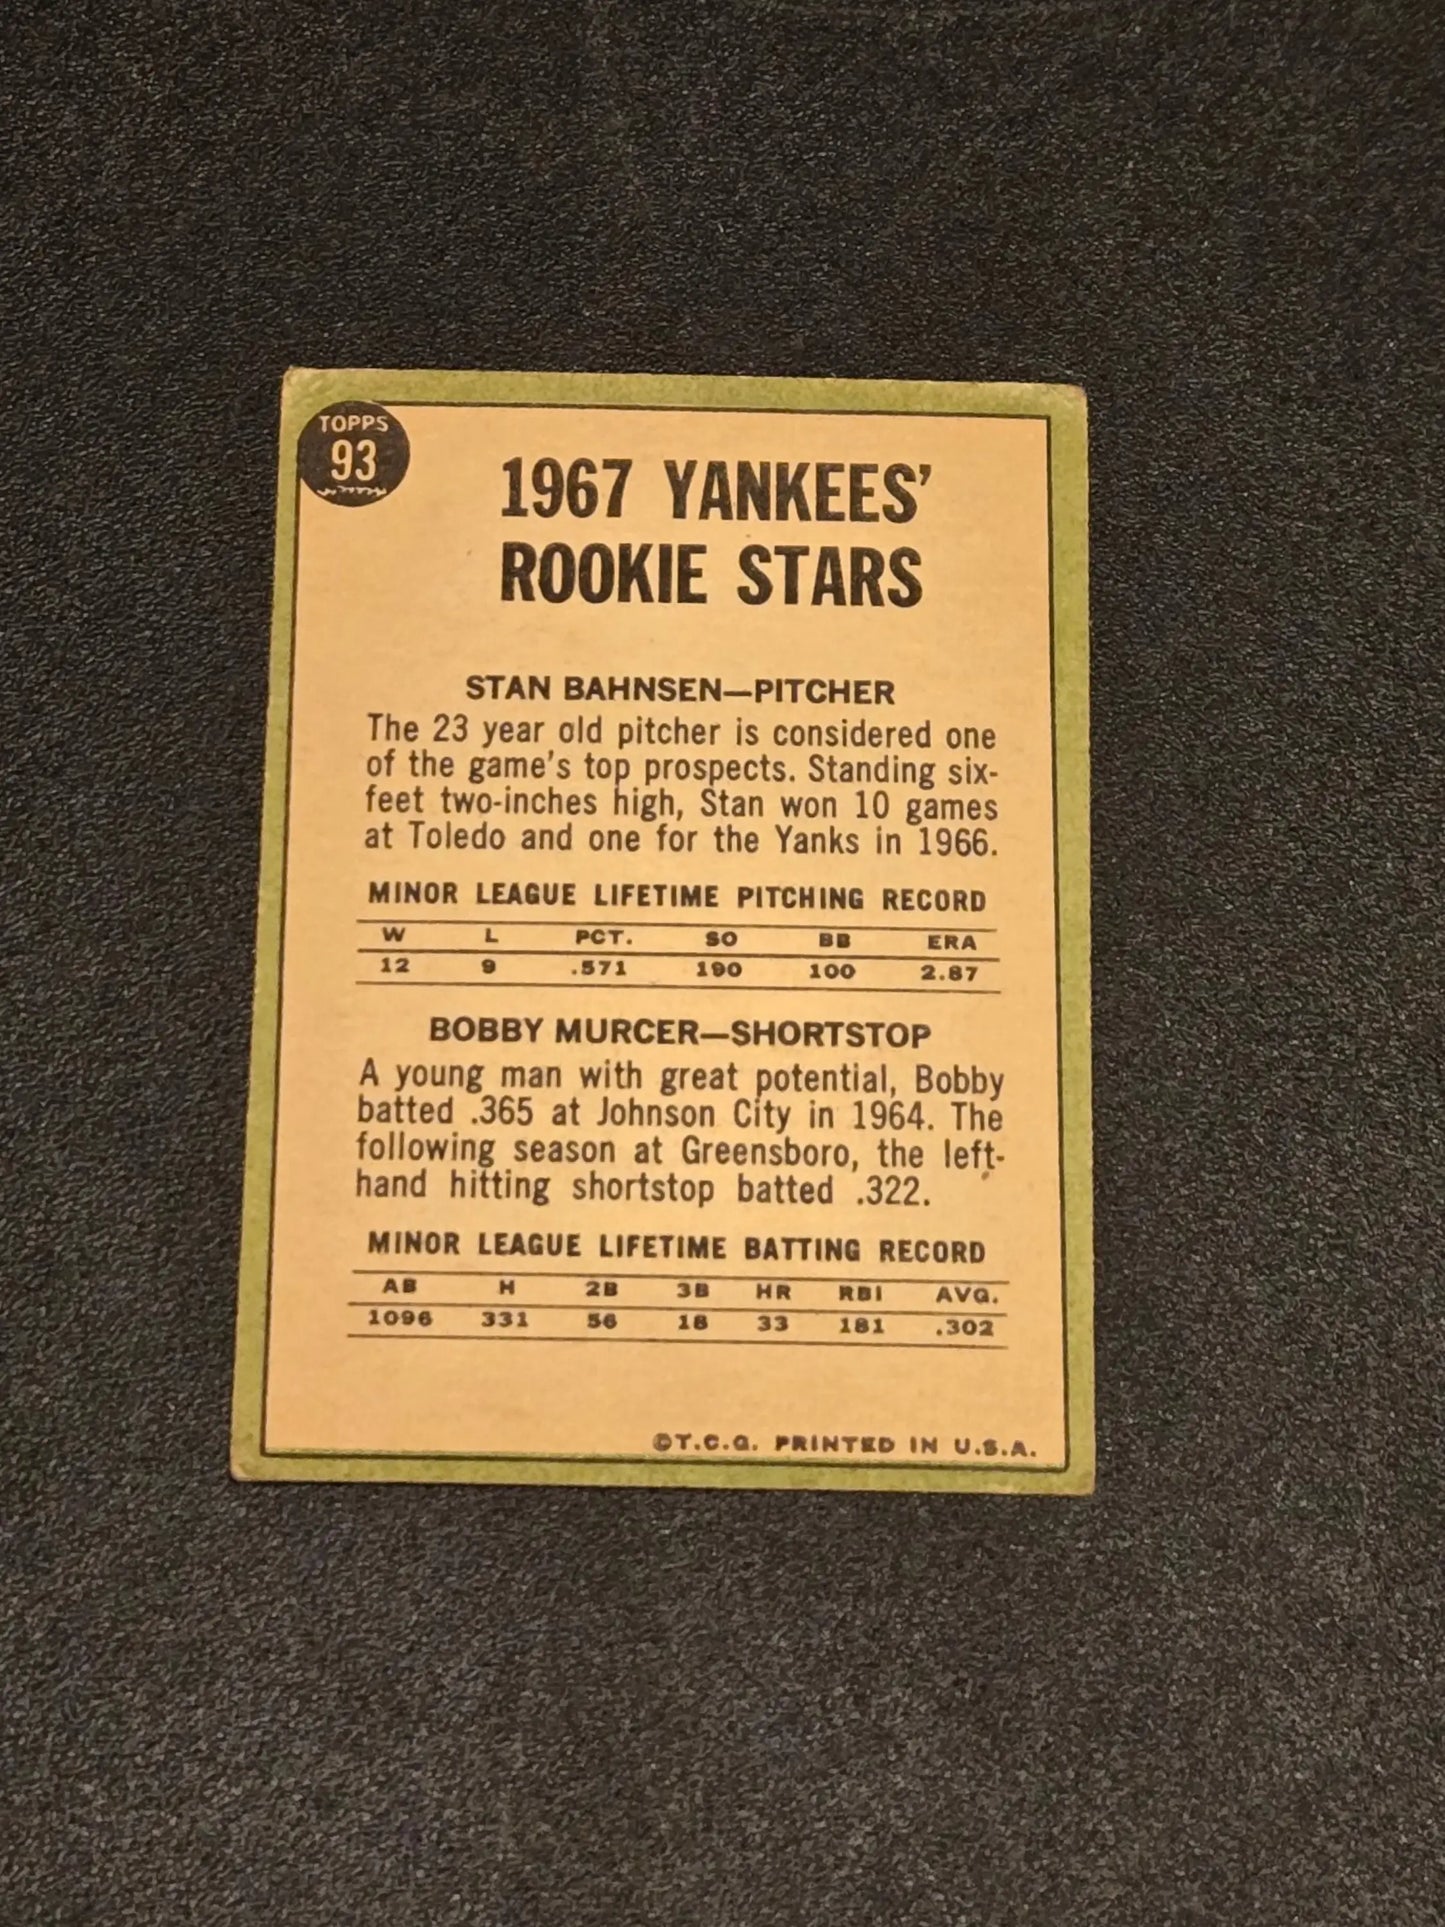 TOPPS
93
1967 YANKEES'
ROOKIE STARS
STAN BAHNSEN—PITCHER
The 23 year old pitcher is considered one
of the game's top prospects. Standing six-
feet two-inches high, Stan won 10 games
at Toledo and one for the Yanks in 1966.
MINOR LEAGUE LIFETIME PITCHING RECORD
W L PCT. SO BB ERA
12 9 .571 190 100 2.87
BOBBY MURCER—SHORTSTOP
A young man with great potential, Bobby
batted .365 at Johnson City in 1964. The
following season at Greensboro, the left-
hand hitting shortstop batted .322.
MINOR LEAGUE LIFETIME BATTING RECORD
AB H 2B 3B HR RBI AVG.
1096 331 56 18 33 181 .302
©T.C.G. PRINTED IN U.S.A.